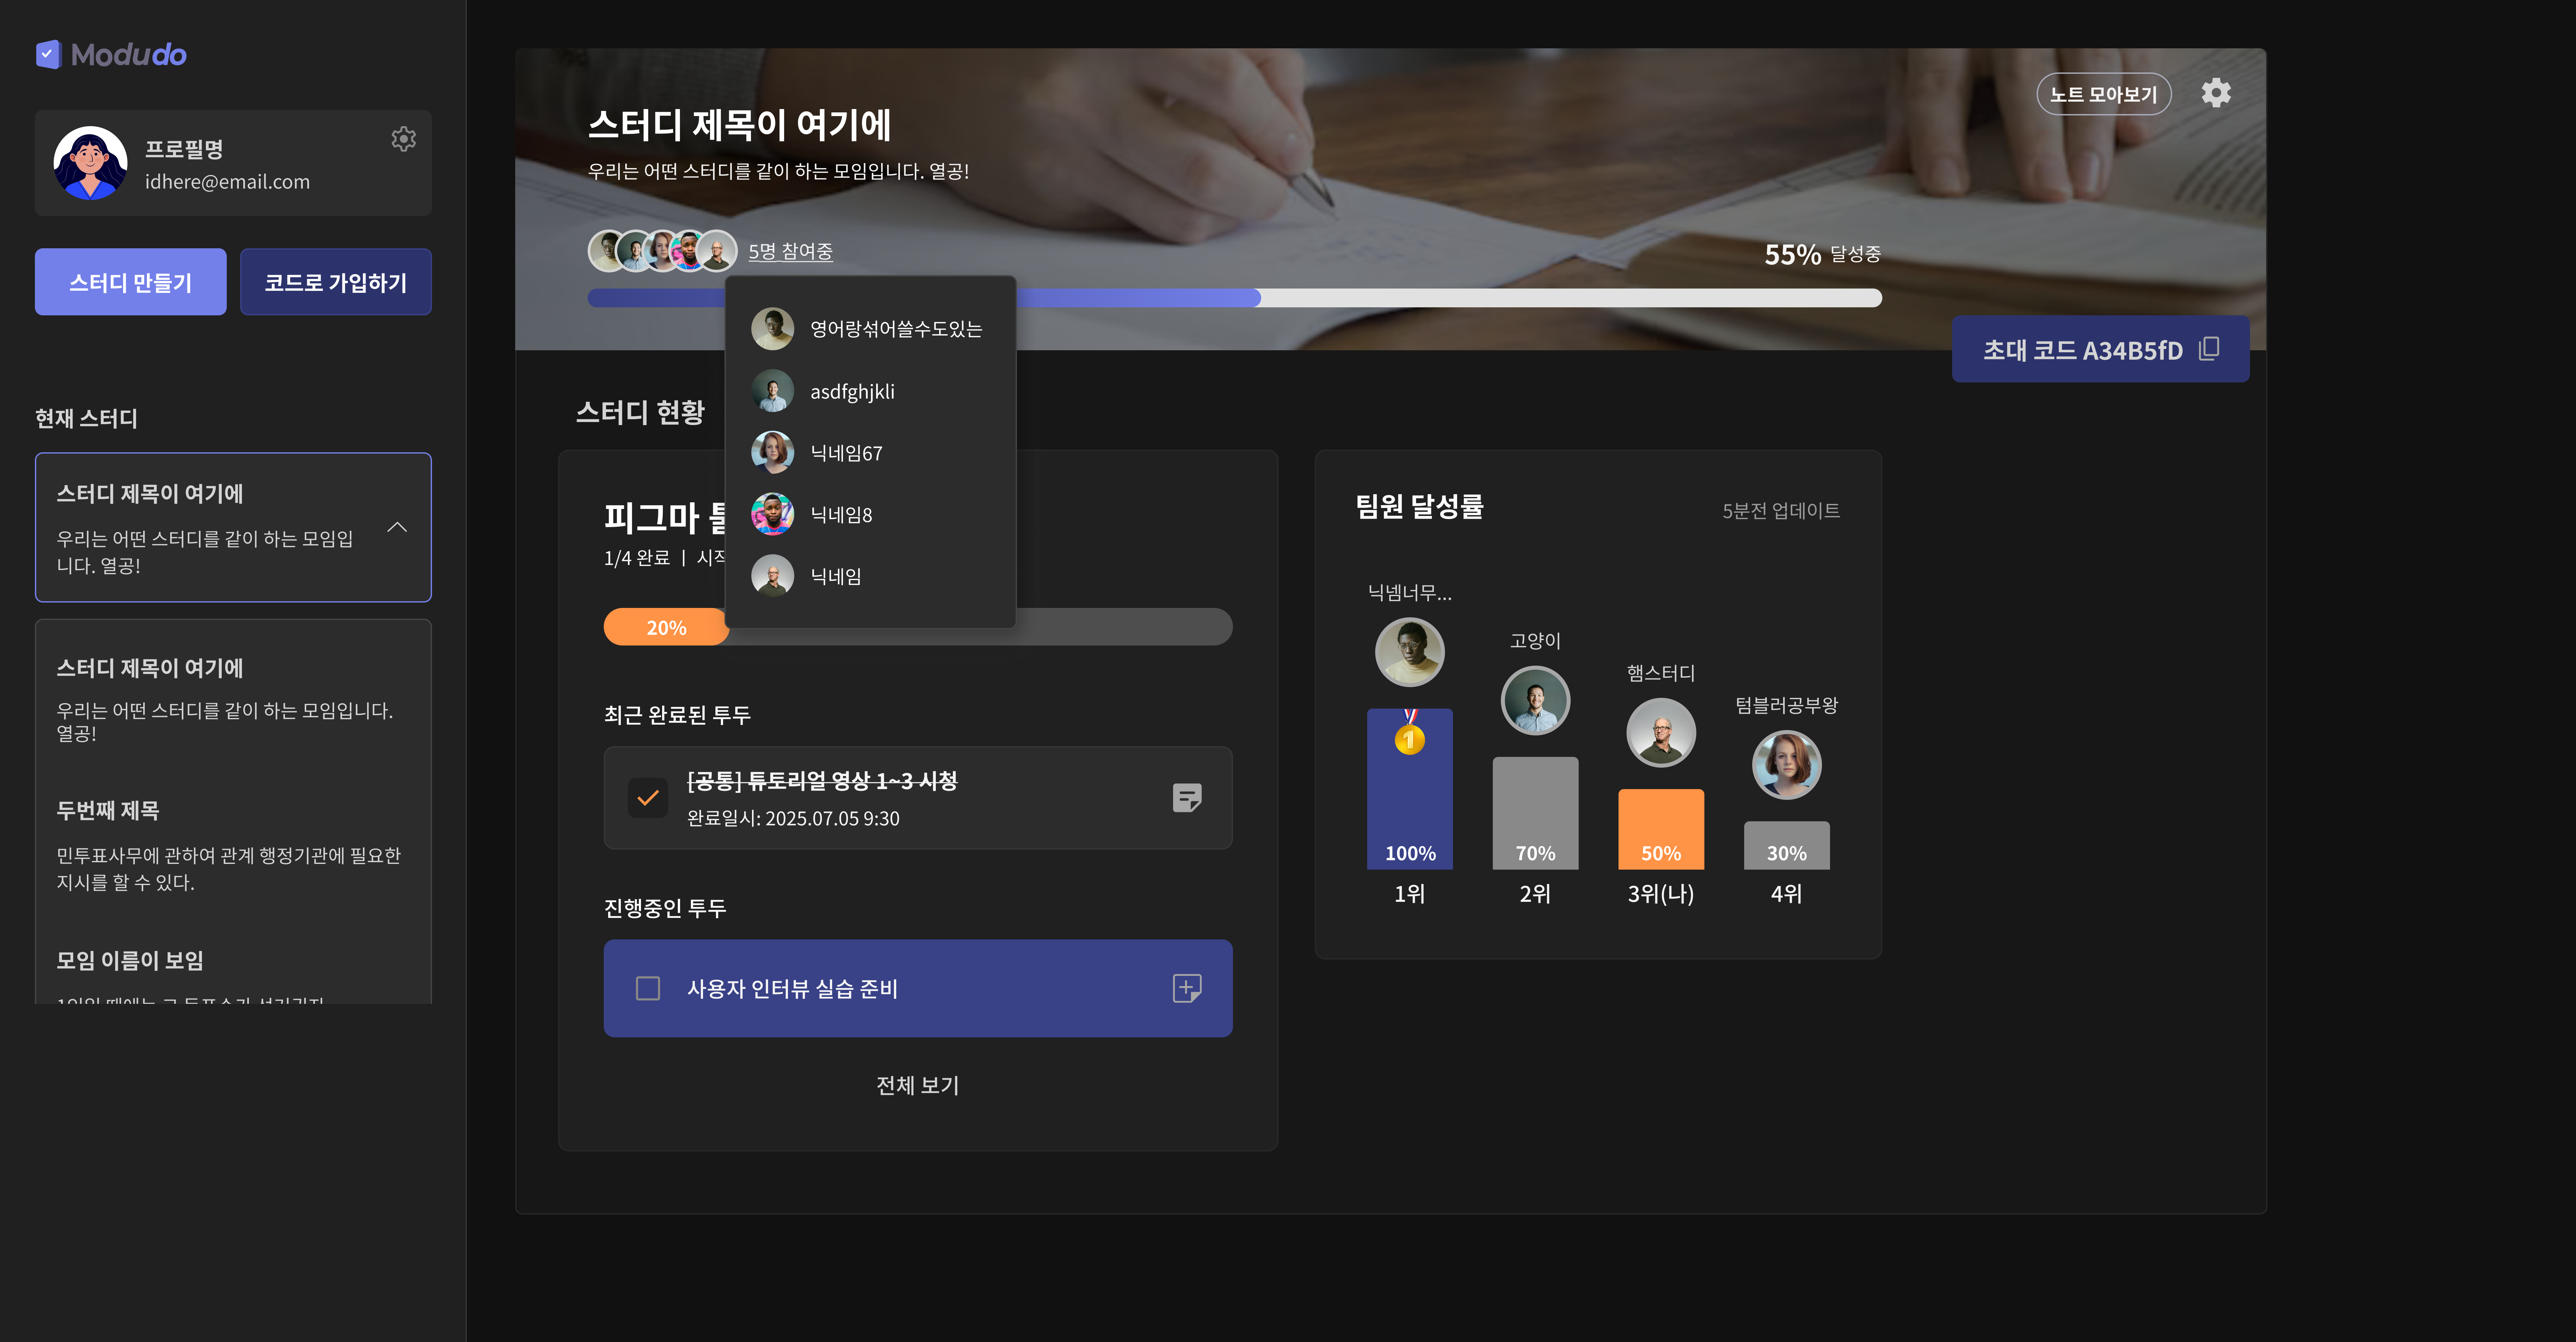 Modudo
프로필명
idhere@email.com
스터디 만들기
코드로 가입하기
현재 스터디
스터디 제목이 여기에
우리는 어떤 스터디를 같이 하는 모임입
니다. 열공!
스터디 제목이 여기에
우리는 어떤 스터디를 같이 하는 모임입니다.
열공!
두번째 제목
민투표사무에 관하여 관계 행정기관에 필요한
지시를 할 수 있다.
모임 이름이 보임
노트 모아보기
스터디 제목이 여기에
우리는 어떤 스터디를 같이 하는 모임입니다. 열공!
5명 참여중
55% 달성중
초대 코드 A34B5fD
영어랑섞어쓸수도있는
asdfghjkli
닉네임67
닉네임8
닉네임
스터디 현황
피그마
1/4 완료 | 시작
20%
최근 완료된 투두
[공통] 튜토리얼 영상 1~3 시청
완료일시: 2025.07.05 9:30
진행중인 투두
사용자 인터뷰 실습 준비
전체 보기
팀원 달성률
5분전 업데이트
닉넴너무...
고양이
햄스터디
텀블러공부왕
1
100%
70%
50%
30%
1위
2위
3위(나)
4위